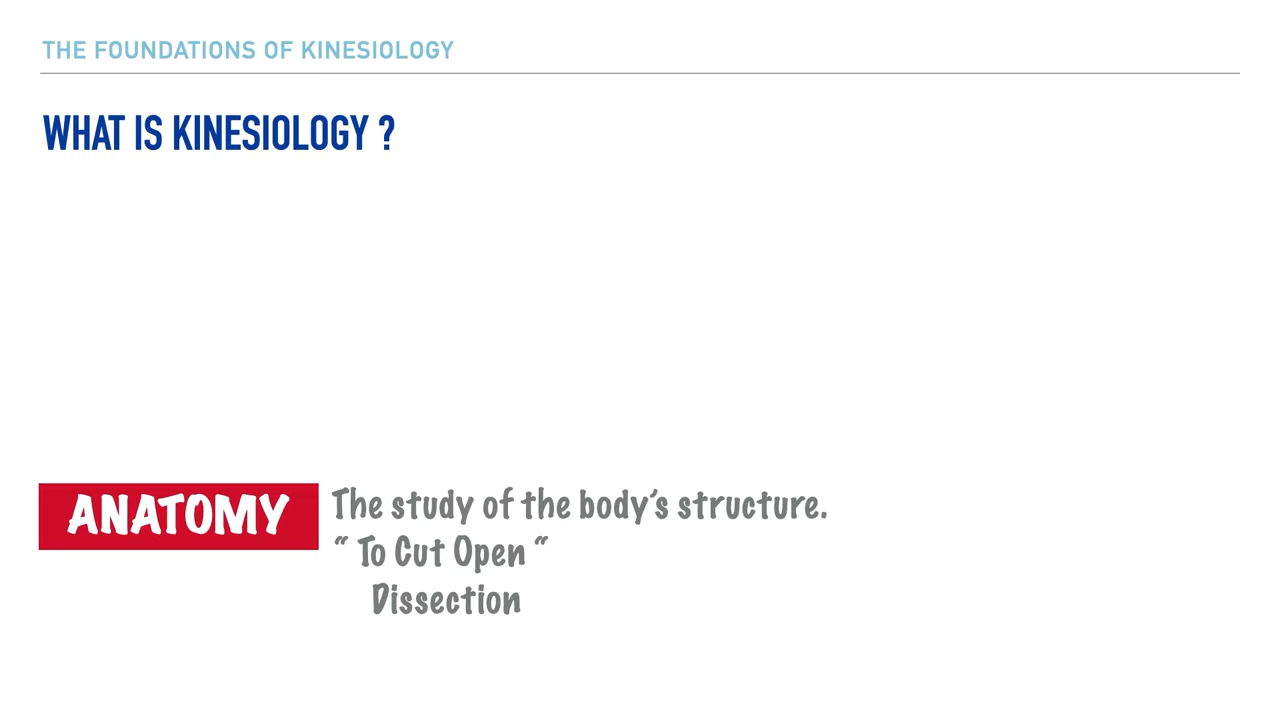 THE FOUNDATIONS OF KINESIOLOGY
WHAT IS KINESIOLOGY ?
ANATOMY The study of the body’s structure.
“ To Cut Open “
Dissection